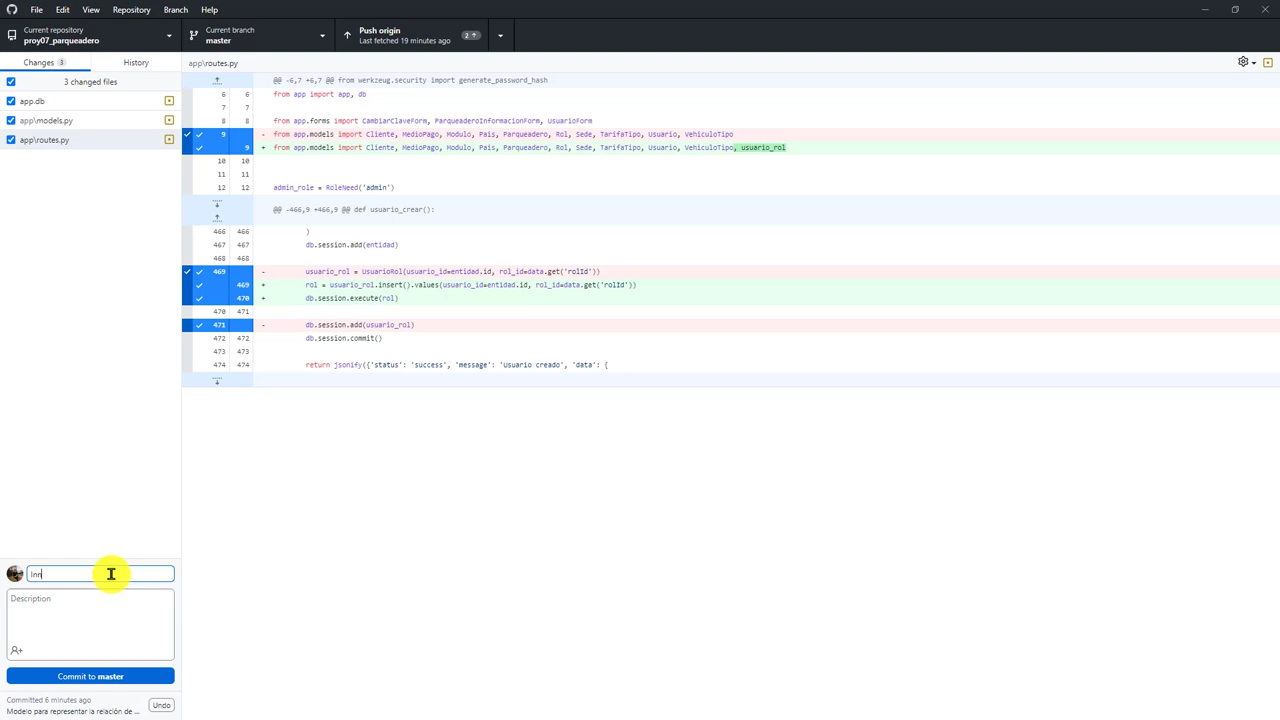 File Edit View Repository Branch Help
Current repository
proy07_parqueadero
Current branch
master
Push origin
Last fetched 19 minutes ago
2
Changes 3
History
app\routes.py
3 changed files
app.db
app\models.py
app\routes.py
@@ -6,7 +6,7 @@ from werkzeug.security import generate_password_hash
6 6 from app import app, db
7 7
8 8 from app.forms import CambiarClaveForm, ParqueaderoInformacionForm, UsuarioForm
9 - from app.models import Cliente, MedioPago, Modulo, Pais, Parqueadero, Rol, Sede, TarifaTipo, Usuario, VehiculoTipo
9 + from app.models import Cliente, MedioPago, Modulo, Pais, Parqueadero, Rol, Sede, TarifaTipo, Usuario, VehiculoTipo, usuario_rol
10 10
11 11
12 12 admin_role = RoleNeed('admin')
@@ -466,9 +466,9 @@ def usuario_crear():
466 466 )
467 467 db.session.add(entidad)
468 468
469 - usuario_rol = UsuarioRol(usuario_id=entidad.id, rol_id=data.get('rolId'))
469 + rol = usuario_rol.insert().values(usuario_id=entidad.id, rol_id=data.get('rolId'))
470 + db.session.execute(rol)
470 471
471 - db.session.add(usuario_rol)
472 472 db.session.commit()
473 473
474 474 return jsonify({'status': 'success', 'message': 'Usuario creado', 'data': {
Inn
Description
Commit to master
Committed 6 minutes ago
Modelo para representar la relación de ...
Undo